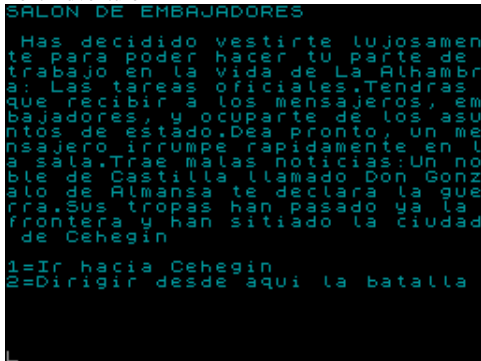 SALON DE EMBAJADORES
Has decidido vestirte lujosamen
te para poder hacer tu parte de
trabajo en la vida de La Alhambr
a: Las tareas oficiales.Tendras
que recibir a los mensajeros, em
bajadores, y ocuparte de los asu
ntos de estado.Dea pronto, un me
nsajero irrumpe rapidamente en l
a sala.Trae malas noticias:Un no
ble de Castilla llamado Don Gonz
alo de Almansa te declara la gue
rra.Sus tropas han pasado ya la
frontera y han sitiado la ciudad
de Cehegin
1=Ir hacia Cehegin
2=Dirigir desde aqui la batalla
L